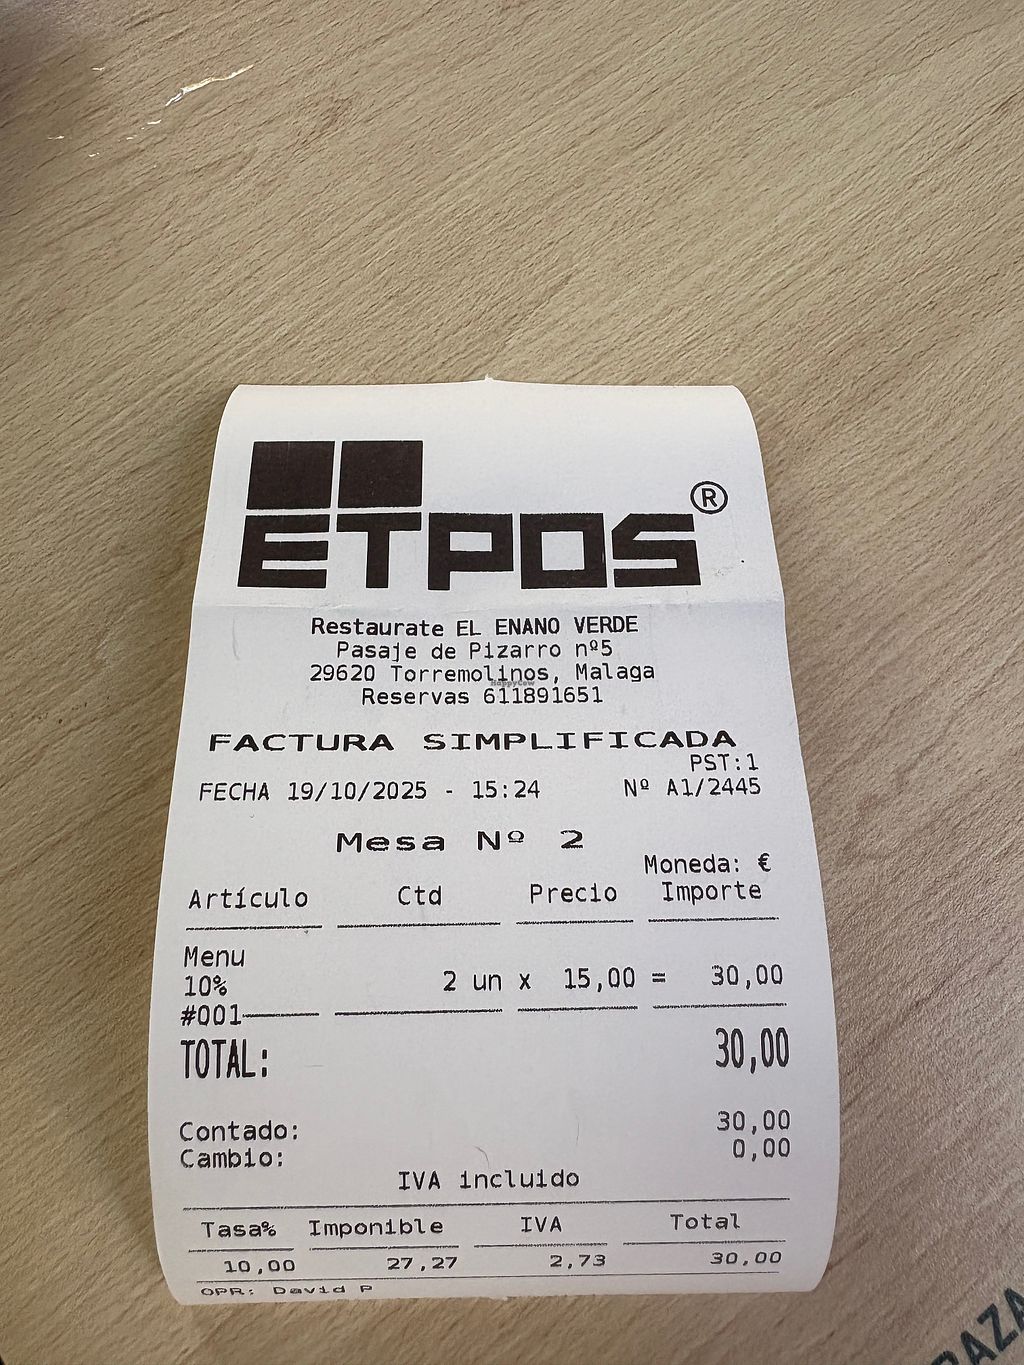 ETPOS®
Restaurate EL ENANO VERDE
Pasaje de Pizarro nº5
29620 Torremolinos, Malaga
HappyCow
Reservas 611891651
FACTURA SIMPLIFICADA
PST:1
FECHA 19/10/2025 - 15:24 Nº A1/2445
Mesa Nº 2
Moneda: €
Artículo Ctd Precio Importe
Menu
10% 2 un x 15,00 = 30,00
#001
TOTAL: 30,00
Contado: 30,00
Cambio: 0,00
IVA incluido
Tasa% Imponible IVA Total
10,00 27,27 2,73 30,00
OPR: David P